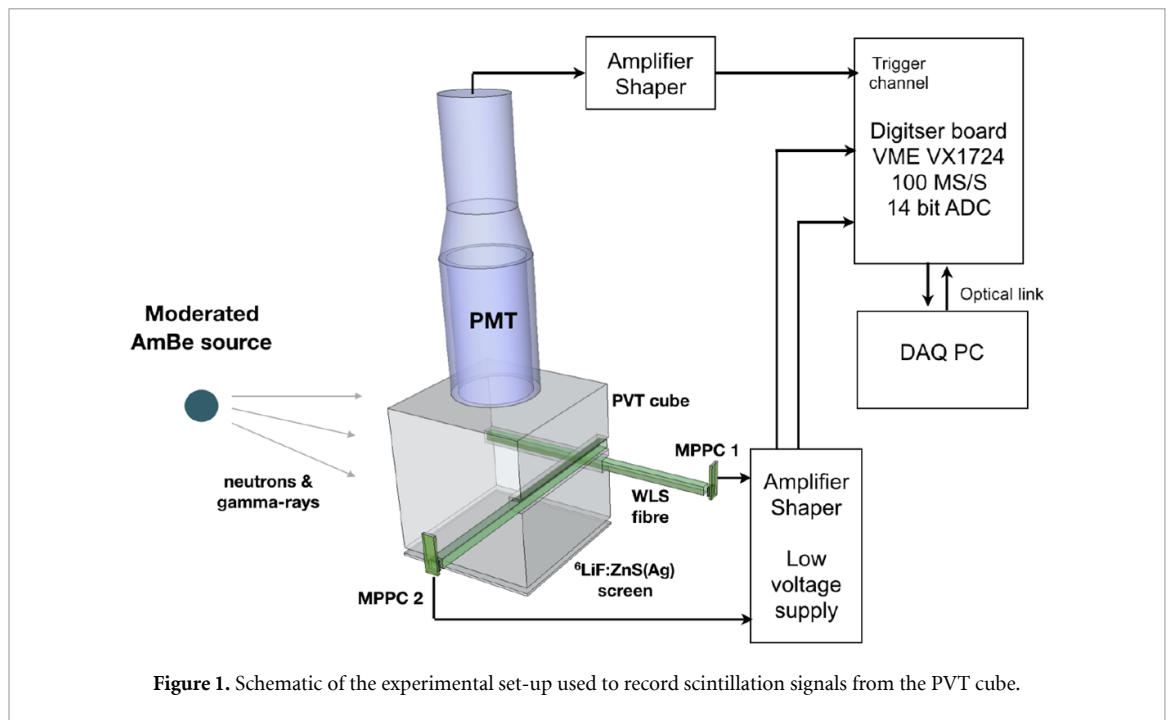 Amplifier
Shaper
Trigger
channel
Digitser board
VME VX1724
100 MS/S
14 bit ADC
Optical link
DAQ PC
Moderated
AmBe source
neutrons &
gamma-rays
PMT
PVT cube
MPPC 1
WLS
fibre
⁶LiF:ZnS(Ag)
screen
MPPC 2
Amplifier
Shaper
Low
voltage
supply
Figure 1. Schematic of the experimental set-up used to record scintillation signals from the PVT cube.